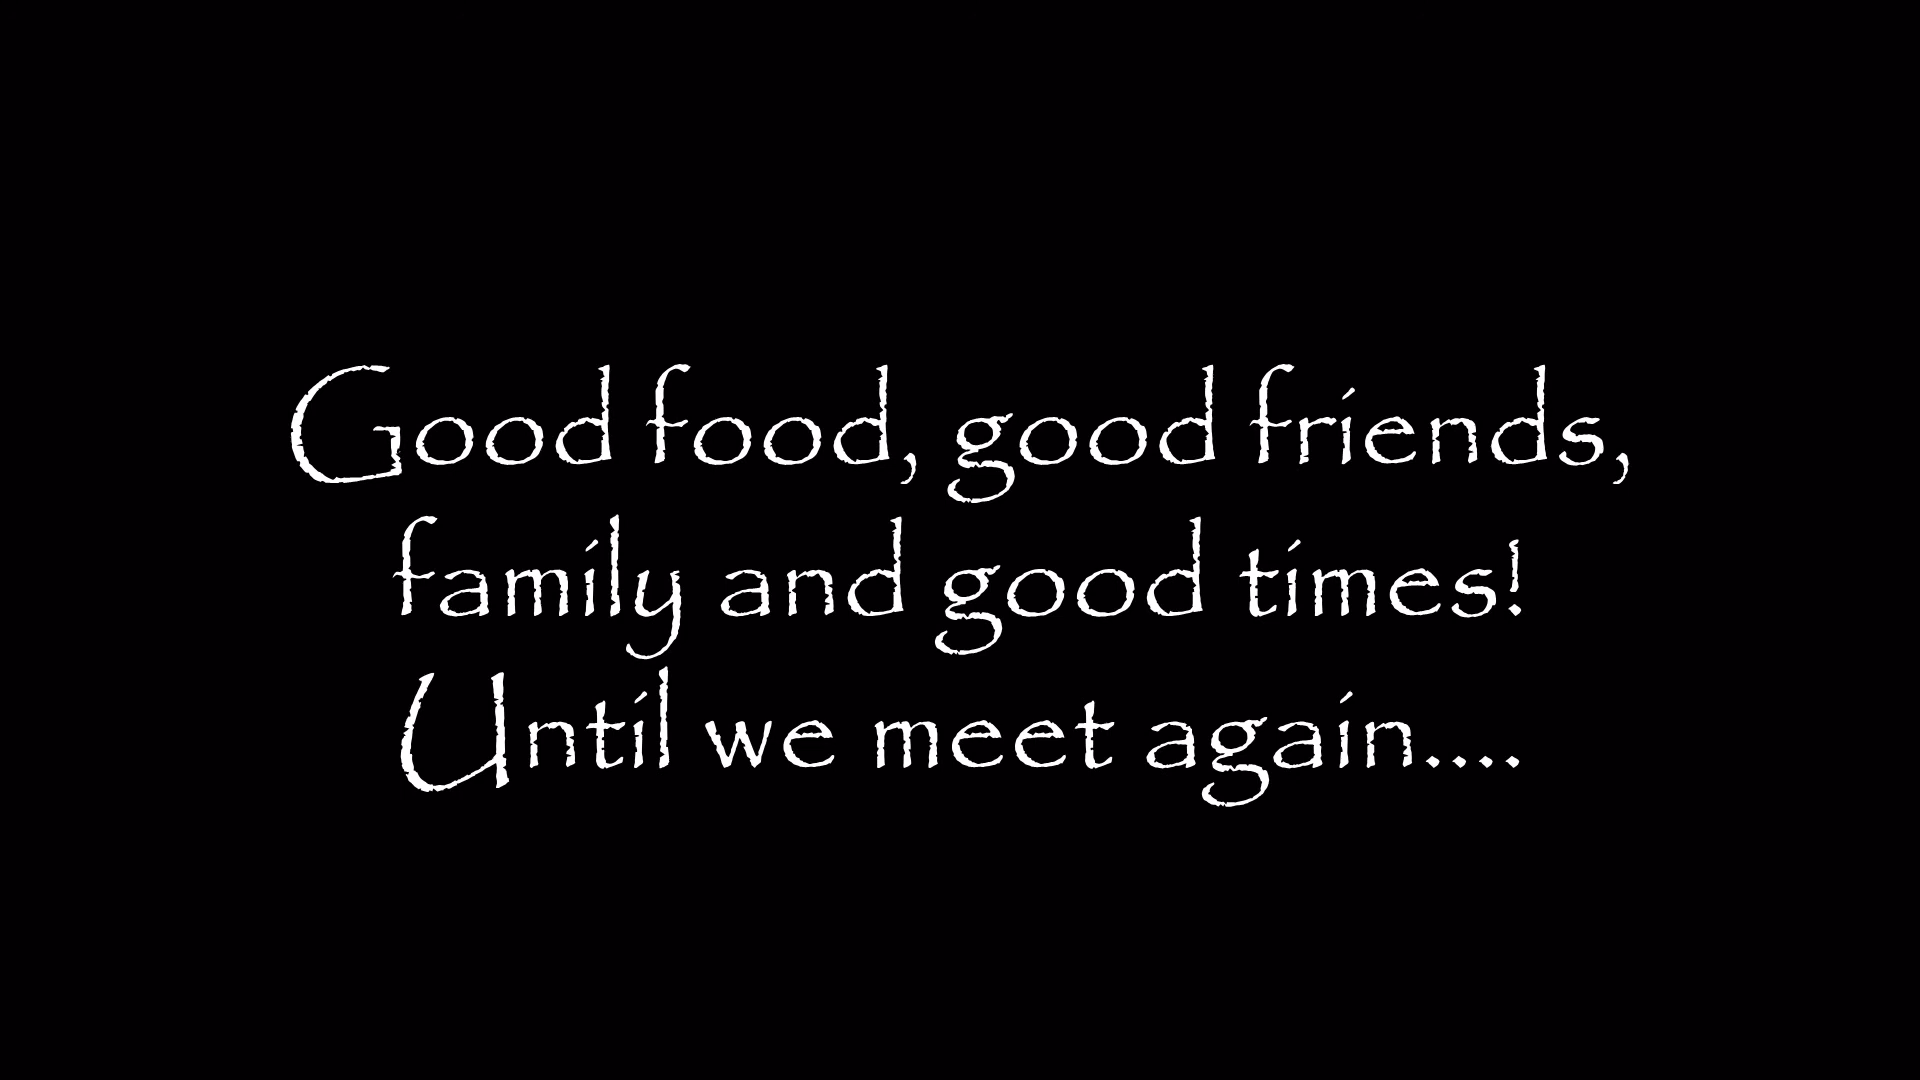 Good food, good friends,
family and good times!
Until we meet again....